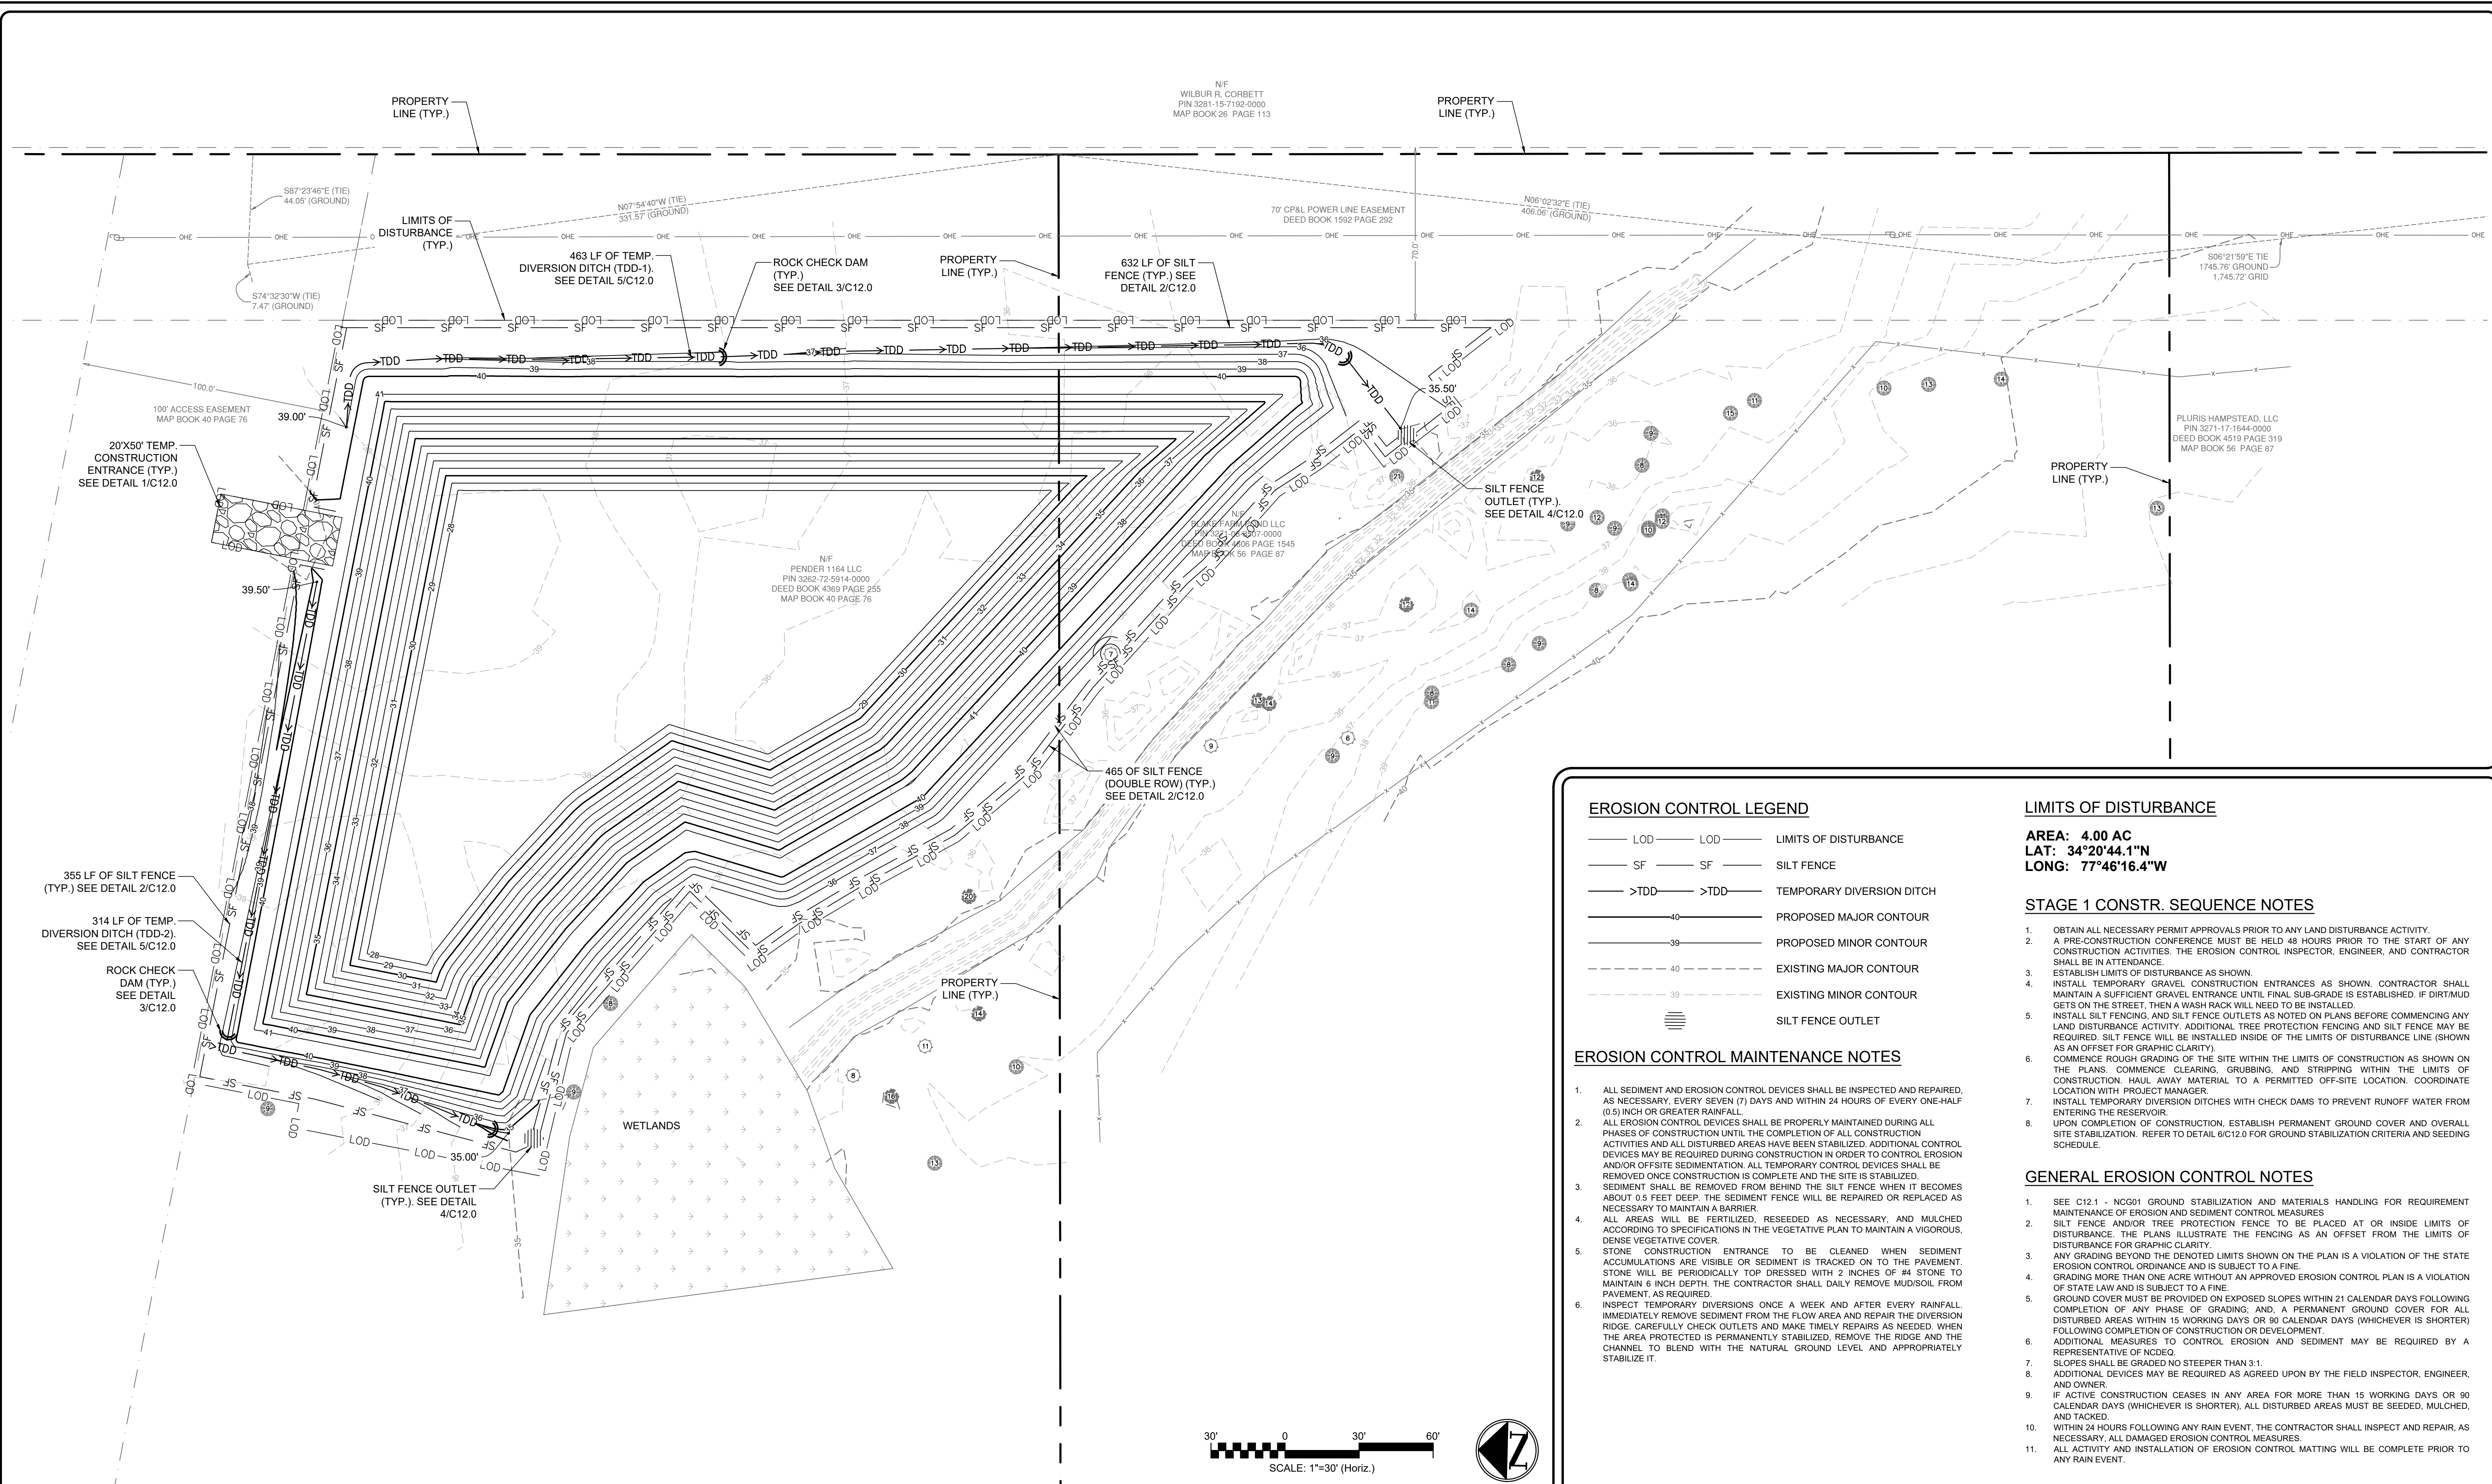 N/F
WILBUR R. CORBETT
PIN 3281-15-7192-0000
MAP BOOK 26 PAGE 113
PROPERTY
LINE (TYP.)
PROPERTY
LINE (TYP.)
S87°23'46"E (TIE)
44.05' (GROUND)
N07°54'40"W (TIE)
331.57' (GROUND)
70' CP&L POWER LINE EASEMENT
DEED BOOK 1592 PAGE 292
N06°02'32"E (TIE)
406.06' (GROUND)
70.0'
S06°21'59"E TIE
1745.76' GROUND
1,745.72' GRID
LIMITS OF
DISTURBANCE
(TYP.)
463 LF OF TEMP.
DIVERSION DITCH (TDD-1).
SEE DETAIL 5/C12.0
ROCK CHECK DAM
(TYP.)
SEE DETAIL 3/C12.0
PROPERTY
LINE (TYP.)
632 LF OF SILT
FENCE (TYP.) SEE
DETAIL 2/C12.0
S74°32'30"W (TIE)
7.47' (GROUND)
100.0'
100' ACCESS EASEMENT
MAP BOOK 40 PAGE 76
39.00'
35.50'
20'X50' TEMP.
CONSTRUCTION
ENTRANCE (TYP.)
SEE DETAIL 1/C12.0
39.50'
PLURIS HAMPSTEAD, LLC
PIN 3271-17-1644-0000
DEED BOOK 4519 PAGE 319
MAP BOOK 56 PAGE 87
PROPERTY
LINE (TYP.)
SILT FENCE
OUTLET (TYP.).
SEE DETAIL 4/C12.0
N/F
BLAKE FARM POND LLC
DEED BOOK 4606 PAGE 1545
MAP BOOK 56 PAGE 87
N/F
PENDER 1164 LLC
PIN 3262-72-5914-0000
DEED BOOK 4369 PAGE 255
MAP BOOK 40 PAGE 76
465 OF SILT FENCE
(DOUBLE ROW) (TYP.)
SEE DETAIL 2/C12.0
355 LF OF SILT FENCE
(TYP.) SEE DETAIL 2/C12.0
314 LF OF TEMP.
DIVERSION DITCH (TDD-2).
SEE DETAIL 5/C12.0
ROCK CHECK
DAM (TYP.)
SEE DETAIL
3/C12.0
PROPERTY
LINE (TYP.)
WETLANDS
35.00'
SILT FENCE OUTLET
(TYP.). SEE DETAIL
4/C12.0
30' 0 30' 60'
SCALE: 1"=30' (Horiz.)
N
EROSION CONTROL LEGEND
LOD LOD LIMITS OF DISTURBANCE
SF SF SILT FENCE
>TDD >TDD TEMPORARY DIVERSION DITCH
40 PROPOSED MAJOR CONTOUR
39 PROPOSED MINOR CONTOUR
40 EXISTING MAJOR CONTOUR
39 EXISTING MINOR CONTOUR
SILT FENCE OUTLET
EROSION CONTROL MAINTENANCE NOTES
1. ALL SEDIMENT AND EROSION CONTROL DEVICES SHALL BE INSPECTED AND REPAIRED,
AS NECESSARY, EVERY SEVEN (7) DAYS AND WITHIN 24 HOURS OF EVERY ONE-HALF
(0.5) INCH OR GREATER RAINFALL.
2. ALL EROSION CONTROL DEVICES SHALL BE PROPERLY MAINTAINED DURING ALL
PHASES OF CONSTRUCTION UNTIL THE COMPLETION OF ALL CONSTRUCTION
ACTIVITIES AND ALL DISTURBED AREAS HAVE BEEN STABILIZED. ADDITIONAL CONTROL
DEVICES MAY BE REQUIRED DURING CONSTRUCTION IN ORDER TO CONTROL EROSION
AND/OR OFFSITE SEDIMENTATION. ALL TEMPORARY CONTROL DEVICES SHALL BE
REMOVED ONCE CONSTRUCTION IS COMPLETE AND THE SITE IS STABILIZED.
3. SEDIMENT SHALL BE REMOVED FROM BEHIND THE SILT FENCE WHEN IT BECOMES
ABOUT 0.5 FEET DEEP. THE SEDIMENT FENCE WILL BE REPAIRED OR REPLACED AS
NECESSARY TO MAINTAIN A BARRIER.
4. ALL AREAS WILL BE FERTILIZED, RESEEDED AS NECESSARY, AND MULCHED
ACCORDING TO SPECIFICATIONS IN THE VEGETATIVE PLAN TO MAINTAIN A VIGOROUS,
DENSE VEGETATIVE COVER.
5. STONE CONSTRUCTION ENTRANCE TO BE CLEANED WHEN SEDIMENT
ACCUMULATIONS ARE VISIBLE OR SEDIMENT IS TRACKED ON TO THE PAVEMENT.
STONE WILL BE PERIODICALLY TOP DRESSED WITH 2 INCHES OF #4 STONE TO
MAINTAIN 6 INCH DEPTH. THE CONTRACTOR SHALL DAILY REMOVE MUD/SOIL FROM
PAVEMENT, AS REQUIRED.
6. INSPECT TEMPORARY DIVERSIONS ONCE A WEEK AND AFTER EVERY RAINFALL.
IMMEDIATELY REMOVE SEDIMENT FROM THE FLOW AREA AND REPAIR THE DIVERSION
RIDGE. CAREFULLY CHECK OUTLETS AND MAKE TIMELY REPAIRS AS NEEDED. WHEN
THE AREA PROTECTED IS PERMANENTLY STABILIZED, REMOVE THE RIDGE AND THE
CHANNEL TO BLEND WITH THE NATURAL GROUND LEVEL AND APPROPRIATELY
STABILIZE IT.
LIMITS OF DISTURBANCE
AREA: 4.00 AC
LAT: 34°20'44.1"N
LONG: 77°46'16.4"W
STAGE 1 CONSTR. SEQUENCE NOTES
1. OBTAIN ALL NECESSARY PERMIT APPROVALS PRIOR TO ANY LAND DISTURBANCE ACTIVITY.
2. A PRE-CONSTRUCTION CONFERENCE MUST BE HELD 48 HOURS PRIOR TO THE START OF ANY
CONSTRUCTION ACTIVITIES. THE EROSION CONTROL INSPECTOR, ENGINEER, AND CONTRACTOR
SHALL BE IN ATTENDANCE.
3. ESTABLISH LIMITS OF DISTURBANCE AS SHOWN.
4. INSTALL TEMPORARY GRAVEL CONSTRUCTION ENTRANCES AS SHOWN. CONTRACTOR SHALL
MAINTAIN A SUFFICIENT GRAVEL ENTRANCE UNTIL FINAL SUB-GRADE IS ESTABLISHED. IF DIRT/MUD
GETS ON THE STREET, THEN A WASH RACK WILL NEED TO BE INSTALLED.
5. INSTALL SILT FENCING, AND SILT FENCE OUTLETS AS NOTED ON PLANS BEFORE COMMENCING ANY
LAND DISTURBANCE ACTIVITY. ADDITIONAL TREE PROTECTION FENCING AND SILT FENCE MAY BE
REQUIRED. SILT FENCE WILL BE INSTALLED INSIDE OF THE LIMITS OF DISTURBANCE LINE (SHOWN
AS AN OFFSET FOR GRAPHIC CLARITY).
6. COMMENCE ROUGH GRADING OF THE SITE WITHIN THE LIMITS OF CONSTRUCTION AS SHOWN ON
THE PLANS. COMMENCE CLEARING, GRUBBING, AND STRIPPING WITHIN THE LIMITS OF
CONSTRUCTION. HAUL AWAY MATERIAL TO A PERMITTED OFF-SITE LOCATION. COORDINATE
LOCATION WITH PROJECT MANAGER.
7. INSTALL TEMPORARY DIVERSION DITCHES WITH CHECK DAMS TO PREVENT RUNOFF WATER FROM
ENTERING THE RESERVOIR.
8. UPON COMPLETION OF CONSTRUCTION, ESTABLISH PERMANENT GROUND COVER AND OVERALL
SITE STABILIZATION. REFER TO DETAIL 6/C12.0 FOR GROUND STABILIZATION CRITERIA AND SEEDING
SCHEDULE.
GENERAL EROSION CONTROL NOTES
1. SEE C12.1 - NCG01 GROUND STABILIZATION AND MATERIALS HANDLING FOR REQUIREMENT
MAINTENANCE OF EROSION AND SEDIMENT CONTROL MEASURES
2. SILT FENCE AND/OR TREE PROTECTION FENCE TO BE PLACED AT OR INSIDE LIMITS OF
DISTURBANCE. THE PLANS ILLUSTRATE THE FENCING AS AN OFFSET FROM THE LIMITS OF
DISTURBANCE FOR GRAPHIC CLARITY.
3. ANY GRADING BEYOND THE DENOTED LIMITS SHOWN ON THE PLAN IS A VIOLATION OF THE STATE
EROSION CONTROL ORDINANCE AND IS SUBJECT TO A FINE.
4. GRADING MORE THAN ONE ACRE WITHOUT AN APPROVED EROSION CONTROL PLAN IS A VIOLATION
OF STATE LAW AND IS SUBJECT TO A FINE.
5. GROUND COVER MUST BE PROVIDED ON EXPOSED SLOPES WITHIN 21 CALENDAR DAYS FOLLOWING
COMPLETION OF ANY PHASE OF GRADING; AND, A PERMANENT GROUND COVER FOR ALL
DISTURBED AREAS WITHIN 15 WORKING DAYS OR 90 CALENDAR DAYS (WHICHEVER IS SHORTER)
FOLLOWING COMPLETION OF CONSTRUCTION OR DEVELOPMENT.
6. ADDITIONAL MEASURES TO CONTROL EROSION AND SEDIMENT MAY BE REQUIRED BY A
REPRESENTATIVE OF NCDEQ.
7. SLOPES SHALL BE GRADED NO STEEPER THAN 3:1.
8. ADDITIONAL DEVICES MAY BE REQUIRED AS AGREED UPON BY THE FIELD INSPECTOR, ENGINEER,
AND OWNER.
9. IF ACTIVE CONSTRUCTION CEASES IN ANY AREA FOR MORE THAN 15 WORKING DAYS OR 90
CALENDAR DAYS (WHICHEVER IS SHORTER), ALL DISTURBED AREAS MUST BE SEEDED, MULCHED,
AND TACKED.
10. WITHIN 24 HOURS FOLLOWING ANY RAIN EVENT, THE CONTRACTOR SHALL INSPECT AND REPAIR, AS
NECESSARY, ALL DAMAGED EROSION CONTROL MEASURES.
11. ALL ACTIVITY AND INSTALLATION OF EROSION CONTROL MATTING WILL BE COMPLETE PRIOR TO
ANY RAIN EVENT.